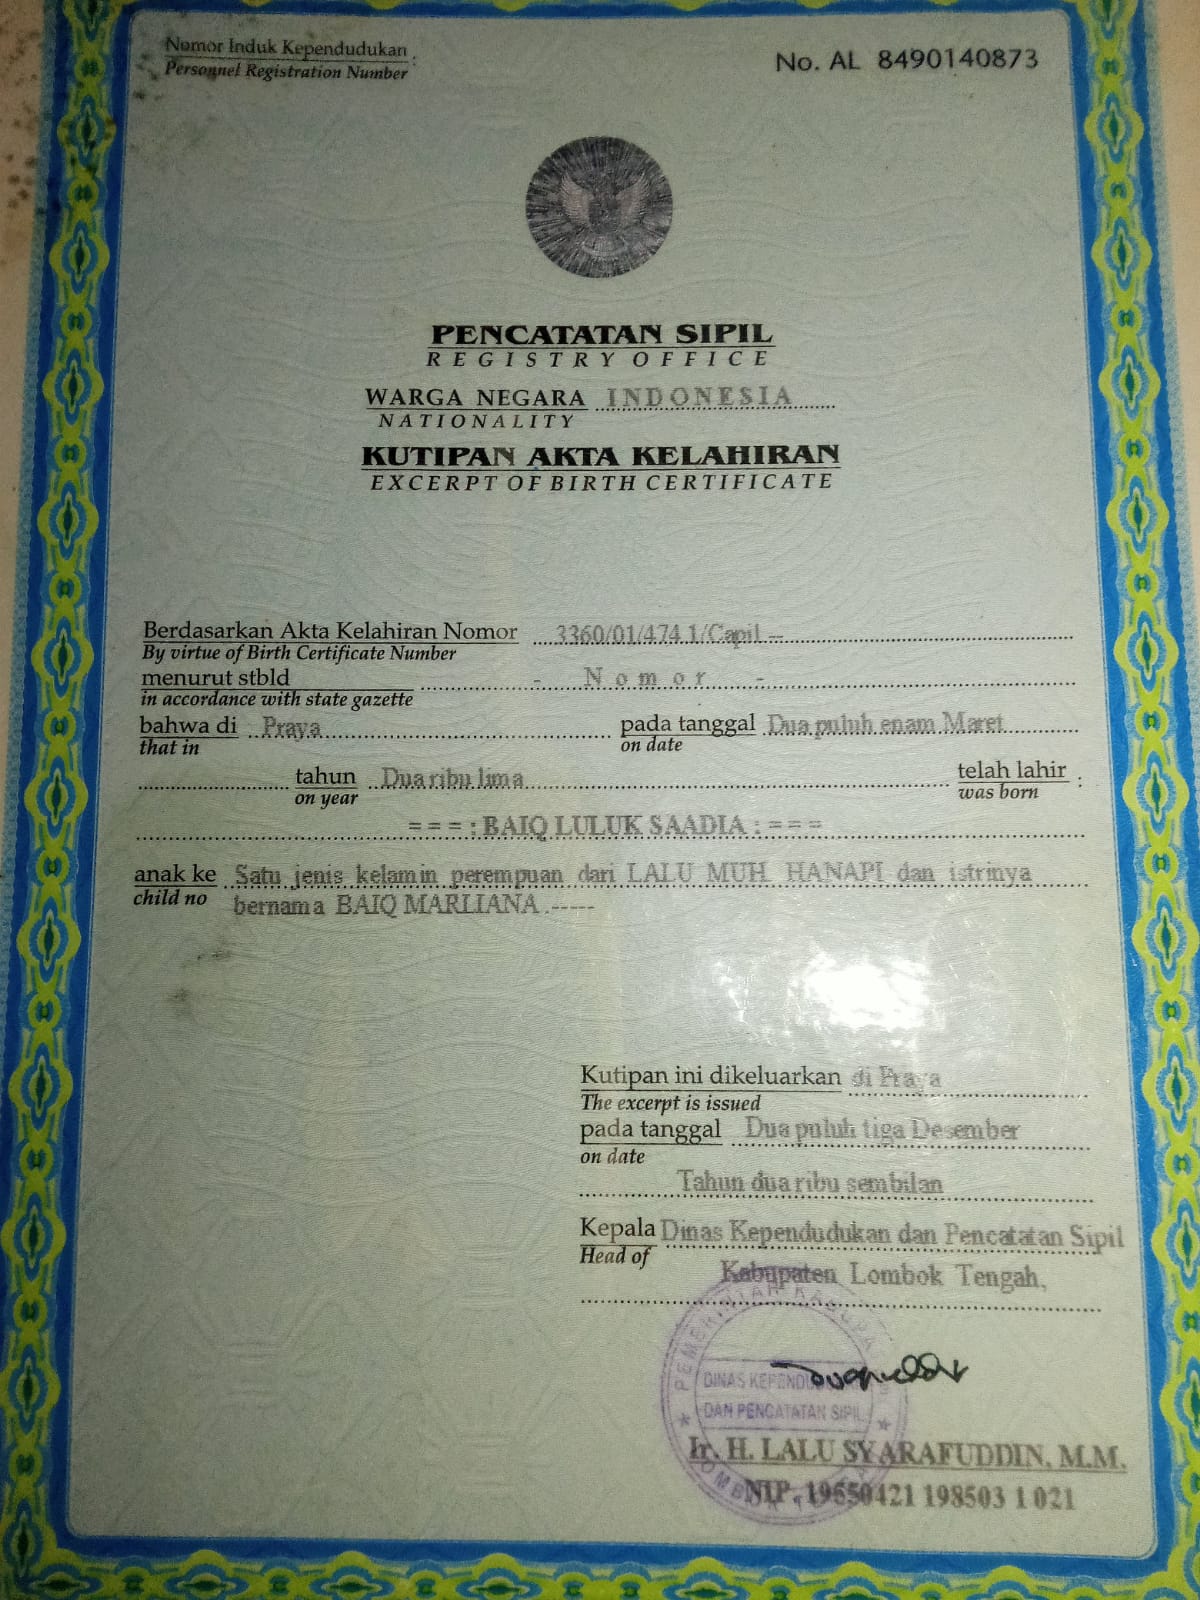 Nomor Induk Kependudukan :
Personnel Registration Number
No. AL 8490140873
PENCATATAN SIPIL
REGISTRY OFFICE
WARGA NEGARA INDONESIA
NATIONALITY
KUTIPAN AKTA KELAHIRAN
EXCERPT OF BIRTH CERTIFICATE
Berdasarkan Akta Kelahiran Nomor 3360/01/474.1/Capil --
By virtue of Birth Certificate Number
menurut stbld - Nomor -
in accordance with state gazette
bahwa di Praya pada tanggal Dua puluh enam Maret
that in on date
tahun Dua ribu lima telah lahir :
on year was born
= = = : BAIQ LULUK SAADIA : = = =
anak ke Satu jenis kelamin perempuan dari LALU MUH. HANAPI dan istrinya
child no bernama BAIQ MARLIANA .-----
Kutipan ini dikeluarkan di Praya
The excerpt is issued
pada tanggal Dua puluh tiga Desember
on date
Tahun dua ribu sembilan
Kepala Dinas Kependudukan dan Pencatatan Sipil
Head of
Kabupaten Lombok Tengah,
PEMERINTAH KABUPA
DINAS KEPENDU
DAN PENCATATAN SIPIL
Ir. H. LALU SYARAFUDDIN, M.M.
NIP. 19550421 198503 1 021